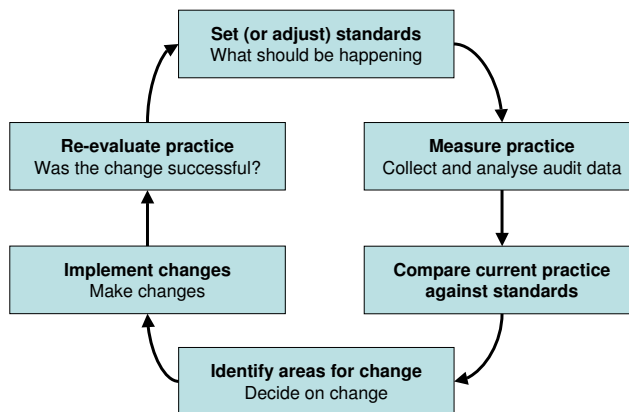 Set (or adjust) standards
What should be happening
Measure practice
Collect and analyse audit data
Compare current practice
against standards
Identify areas for change
Decide on change
Implement changes
Make changes
Re-evaluate practice
Was the change successful?